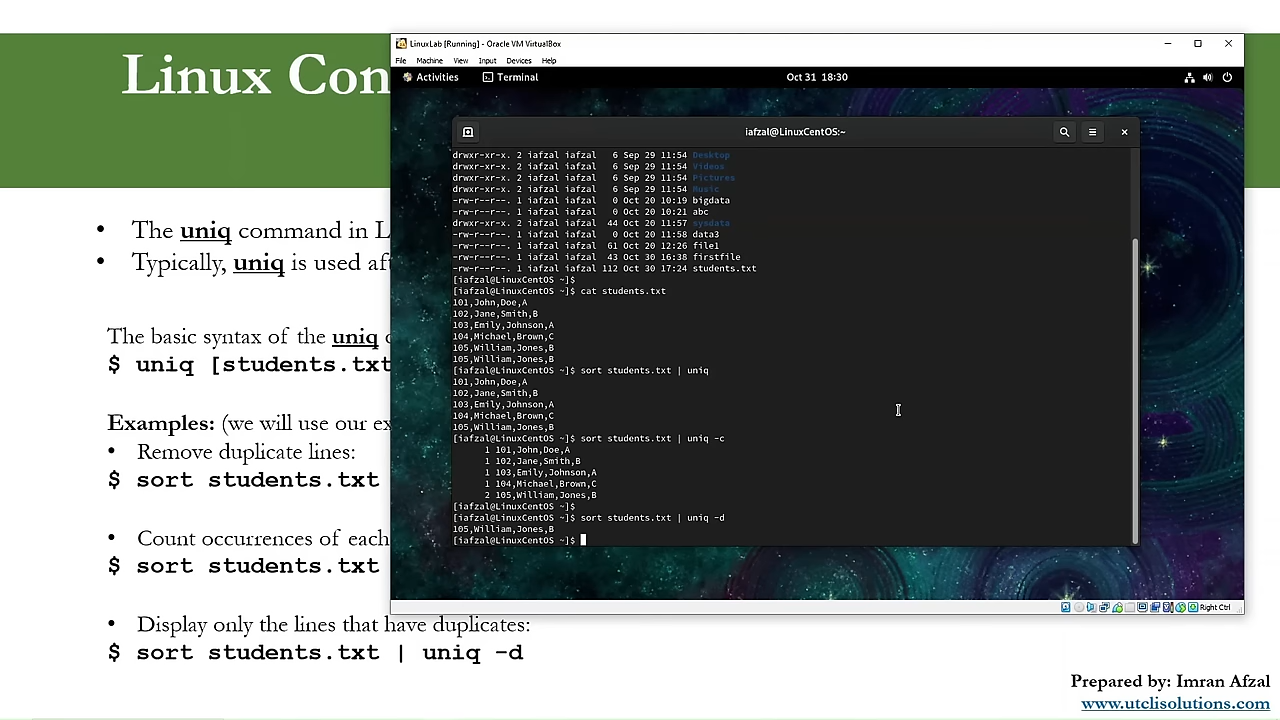 Linux Con
• The uniq command in L
• Typically, uniq is used aft
The basic syntax of the uniq c
$ uniq [students.txt
Examples: (we will use our ex
• Remove duplicate lines:
$ sort students.txt
• Count occurrences of each
$ sort students.txt
• Display only the lines that have duplicates:
$ sort students.txt | uniq -d
Prepared by: Imran Afzal
www.utclisolutions.com
LinuxLab [Running] - Oracle VM VirtualBox
File Machine View Input Devices Help
Activities Terminal Oct 31 18:30
iafzal@LinuxCentOS:~
drwxr-xr-x. 2 iafzal iafzal 6 Sep 29 11:54 Desktop
drwxr-xr-x. 2 iafzal iafzal 6 Sep 29 11:54 Videos
drwxr-xr-x. 2 iafzal iafzal 6 Sep 29 11:54 Pictures
drwxr-xr-x. 2 iafzal iafzal 6 Sep 29 11:54 Music
-rw-r--r--. 1 iafzal iafzal 0 Oct 20 10:19 bigdata
-rw-r--r--. 1 iafzal iafzal 0 Oct 20 10:21 abc
drwxr-xr-x. 2 iafzal iafzal 44 Oct 20 11:57 sysdata
-rw-r--r--. 1 iafzal iafzal 0 Oct 20 11:58 data3
-rw-r--r--. 1 iafzal iafzal 61 Oct 20 12:26 file1
-rw-r--r--. 1 iafzal iafzal 43 Oct 30 16:38 firstfile
-rw-r--r--. 1 iafzal iafzal 112 Oct 30 17:24 students.txt
[iafzal@LinuxCentOS ~]$
[iafzal@LinuxCentOS ~]$ cat students.txt
101,John,Doe,A
102,Jane,Smith,B
103,Emily,Johnson,A
104,Michael,Brown,C
105,William,Jones,B
105,William,Jones,B
[iafzal@LinuxCentOS ~]$ sort students.txt | uniq
101,John,Doe,A
102,Jane,Smith,B
103,Emily,Johnson,A
104,Michael,Brown,C
105,William,Jones,B
[iafzal@LinuxCentOS ~]$ sort students.txt | uniq -c
1 101,John,Doe,A
1 102,Jane,Smith,B
1 103,Emily,Johnson,A
1 104,Michael,Brown,C
2 105,William,Jones,B
[iafzal@LinuxCentOS ~]$
[iafzal@LinuxCentOS ~]$ sort students.txt | uniq -d
105,William,Jones,B
[iafzal@LinuxCentOS ~]$
Right Ctrl